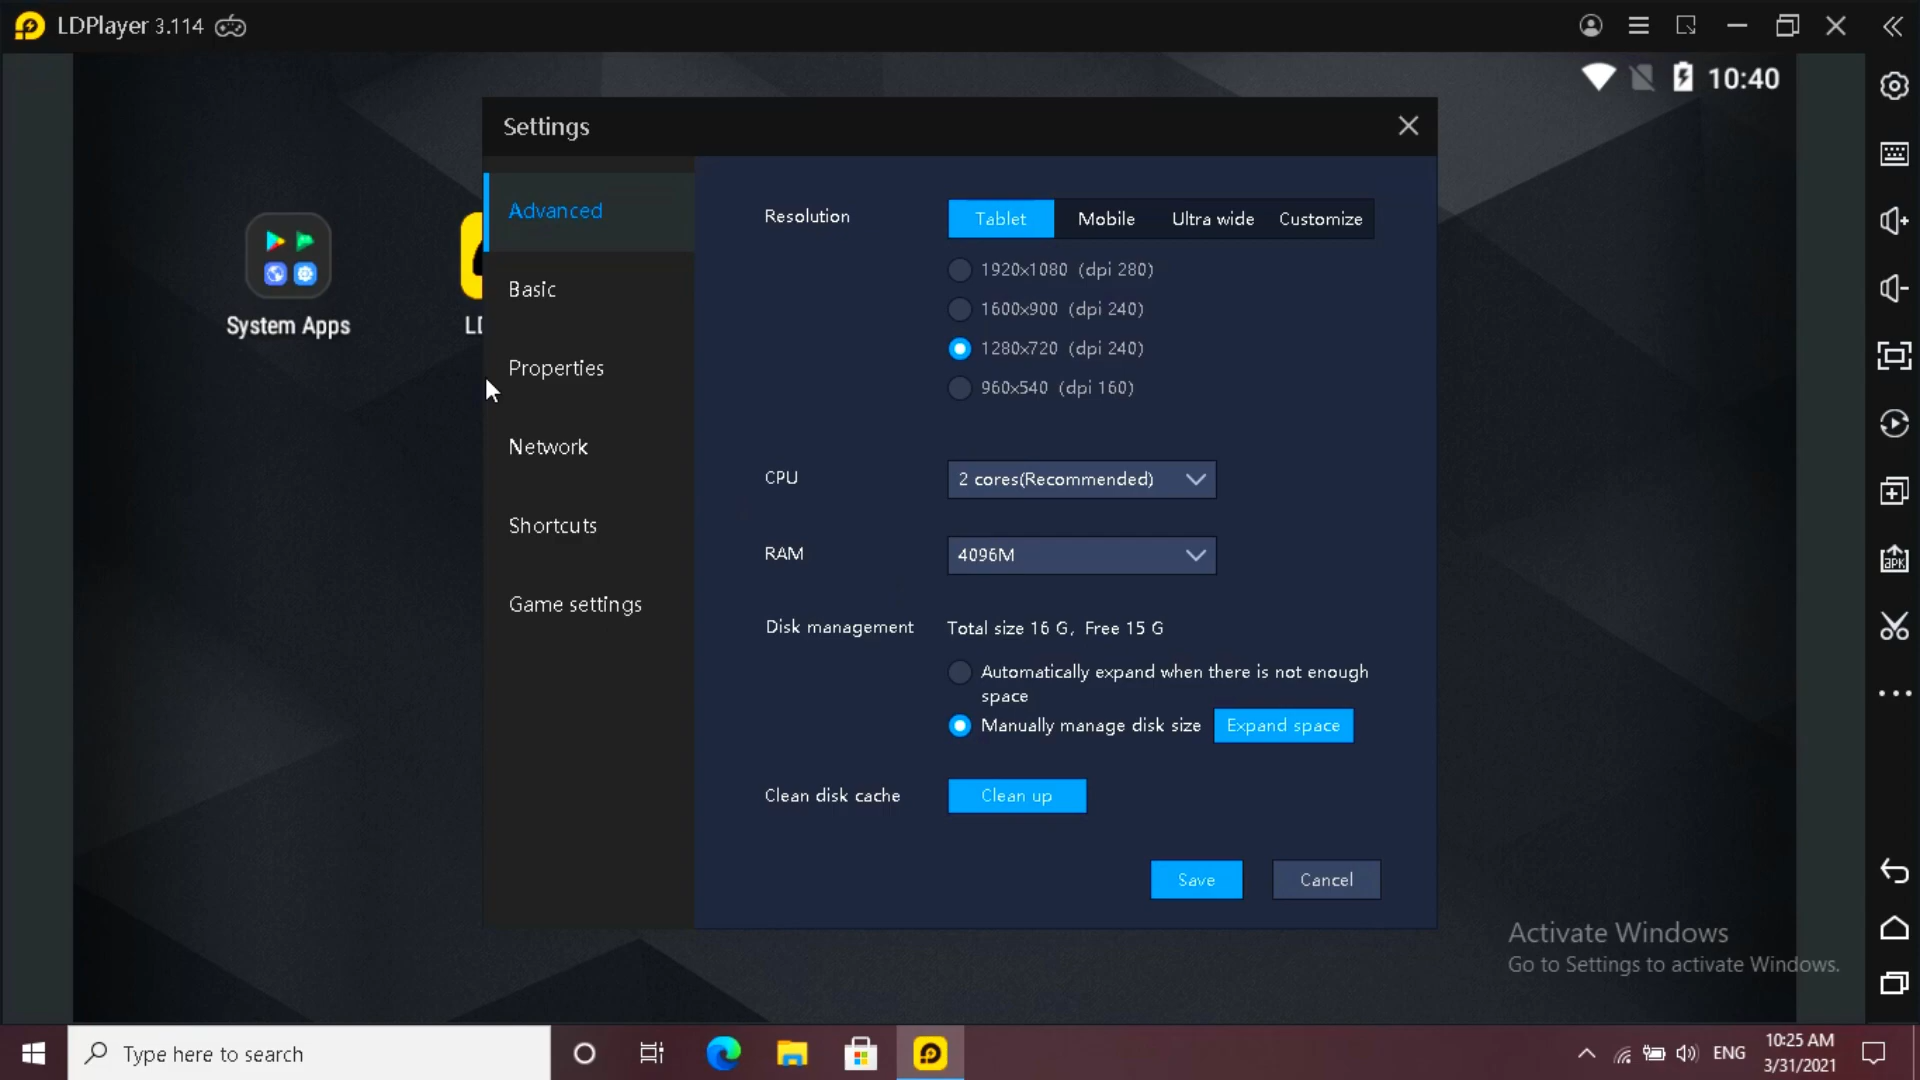 LDPlayer 3.114
10:40
Settings
Advanced
Basic
Properties
Network
Shortcuts
Game settings
System Apps
LD
Resolution
Tablet
Mobile
Ultra wide
Customize
1920x1080 (dpi 280)
1600x900 (dpi 240)
1280x720 (dpi 240)
960x540 (dpi 160)
CPU
2 cores(Recommended)
RAM
4096M
Disk management
Total size 16 G, Free 15 G
Automatically expand when there is not enough
space
Manually manage disk size
Expand space
Clean disk cache
Clean up
Save
Cancel
APK
Activate Windows
Go to Settings to activate Windows.
Type here to search
ENG
10:25 AM
3/31/2021